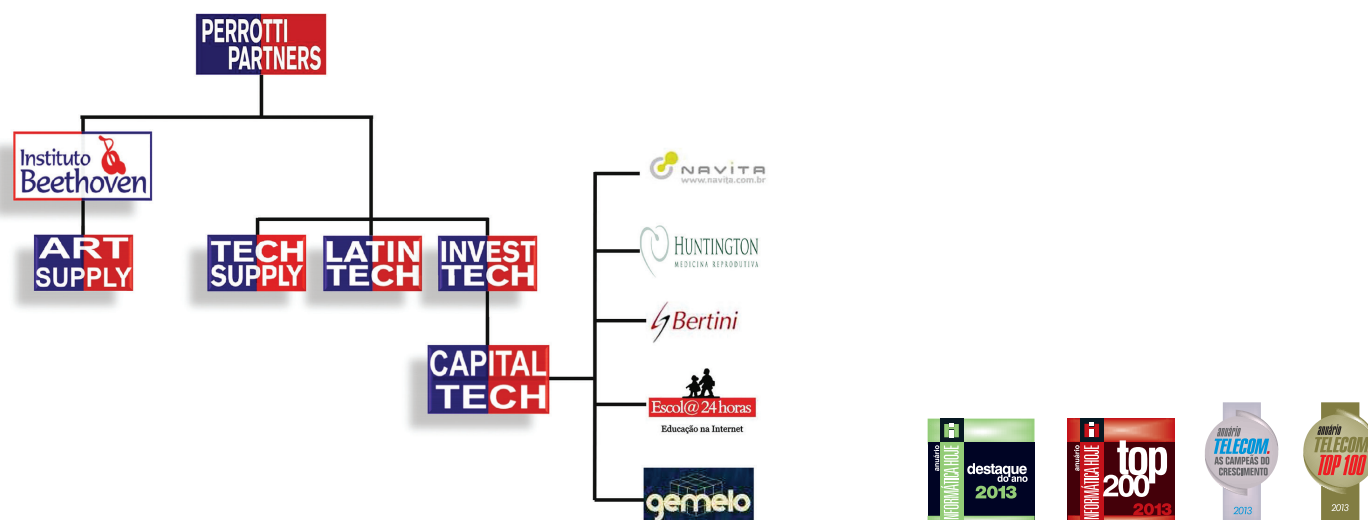 PERROTTI
PARTNERS
Instituto
Beethoven
ART
SUPPLY
TECH
SUPPLY
LATIN
TECH
INVEST
TECH
CAPITAL
TECH
NAVITA
www.navita.com.br
HUNTINGTON
MEDICINA REPRODUTIVA
Bertini
Escol@ 24 horas
Educação na Internet
gemelo
anuário
INFORMÁTICA HOJE
destaque
do ano
2013
anuário
INFORMÁTICA HOJE
top
200
2013
anuário
TELECOM.
AS CAMPEÃS DO
CRESCIMENTO
2013
anuário
TELECOM
TOP 100
2013